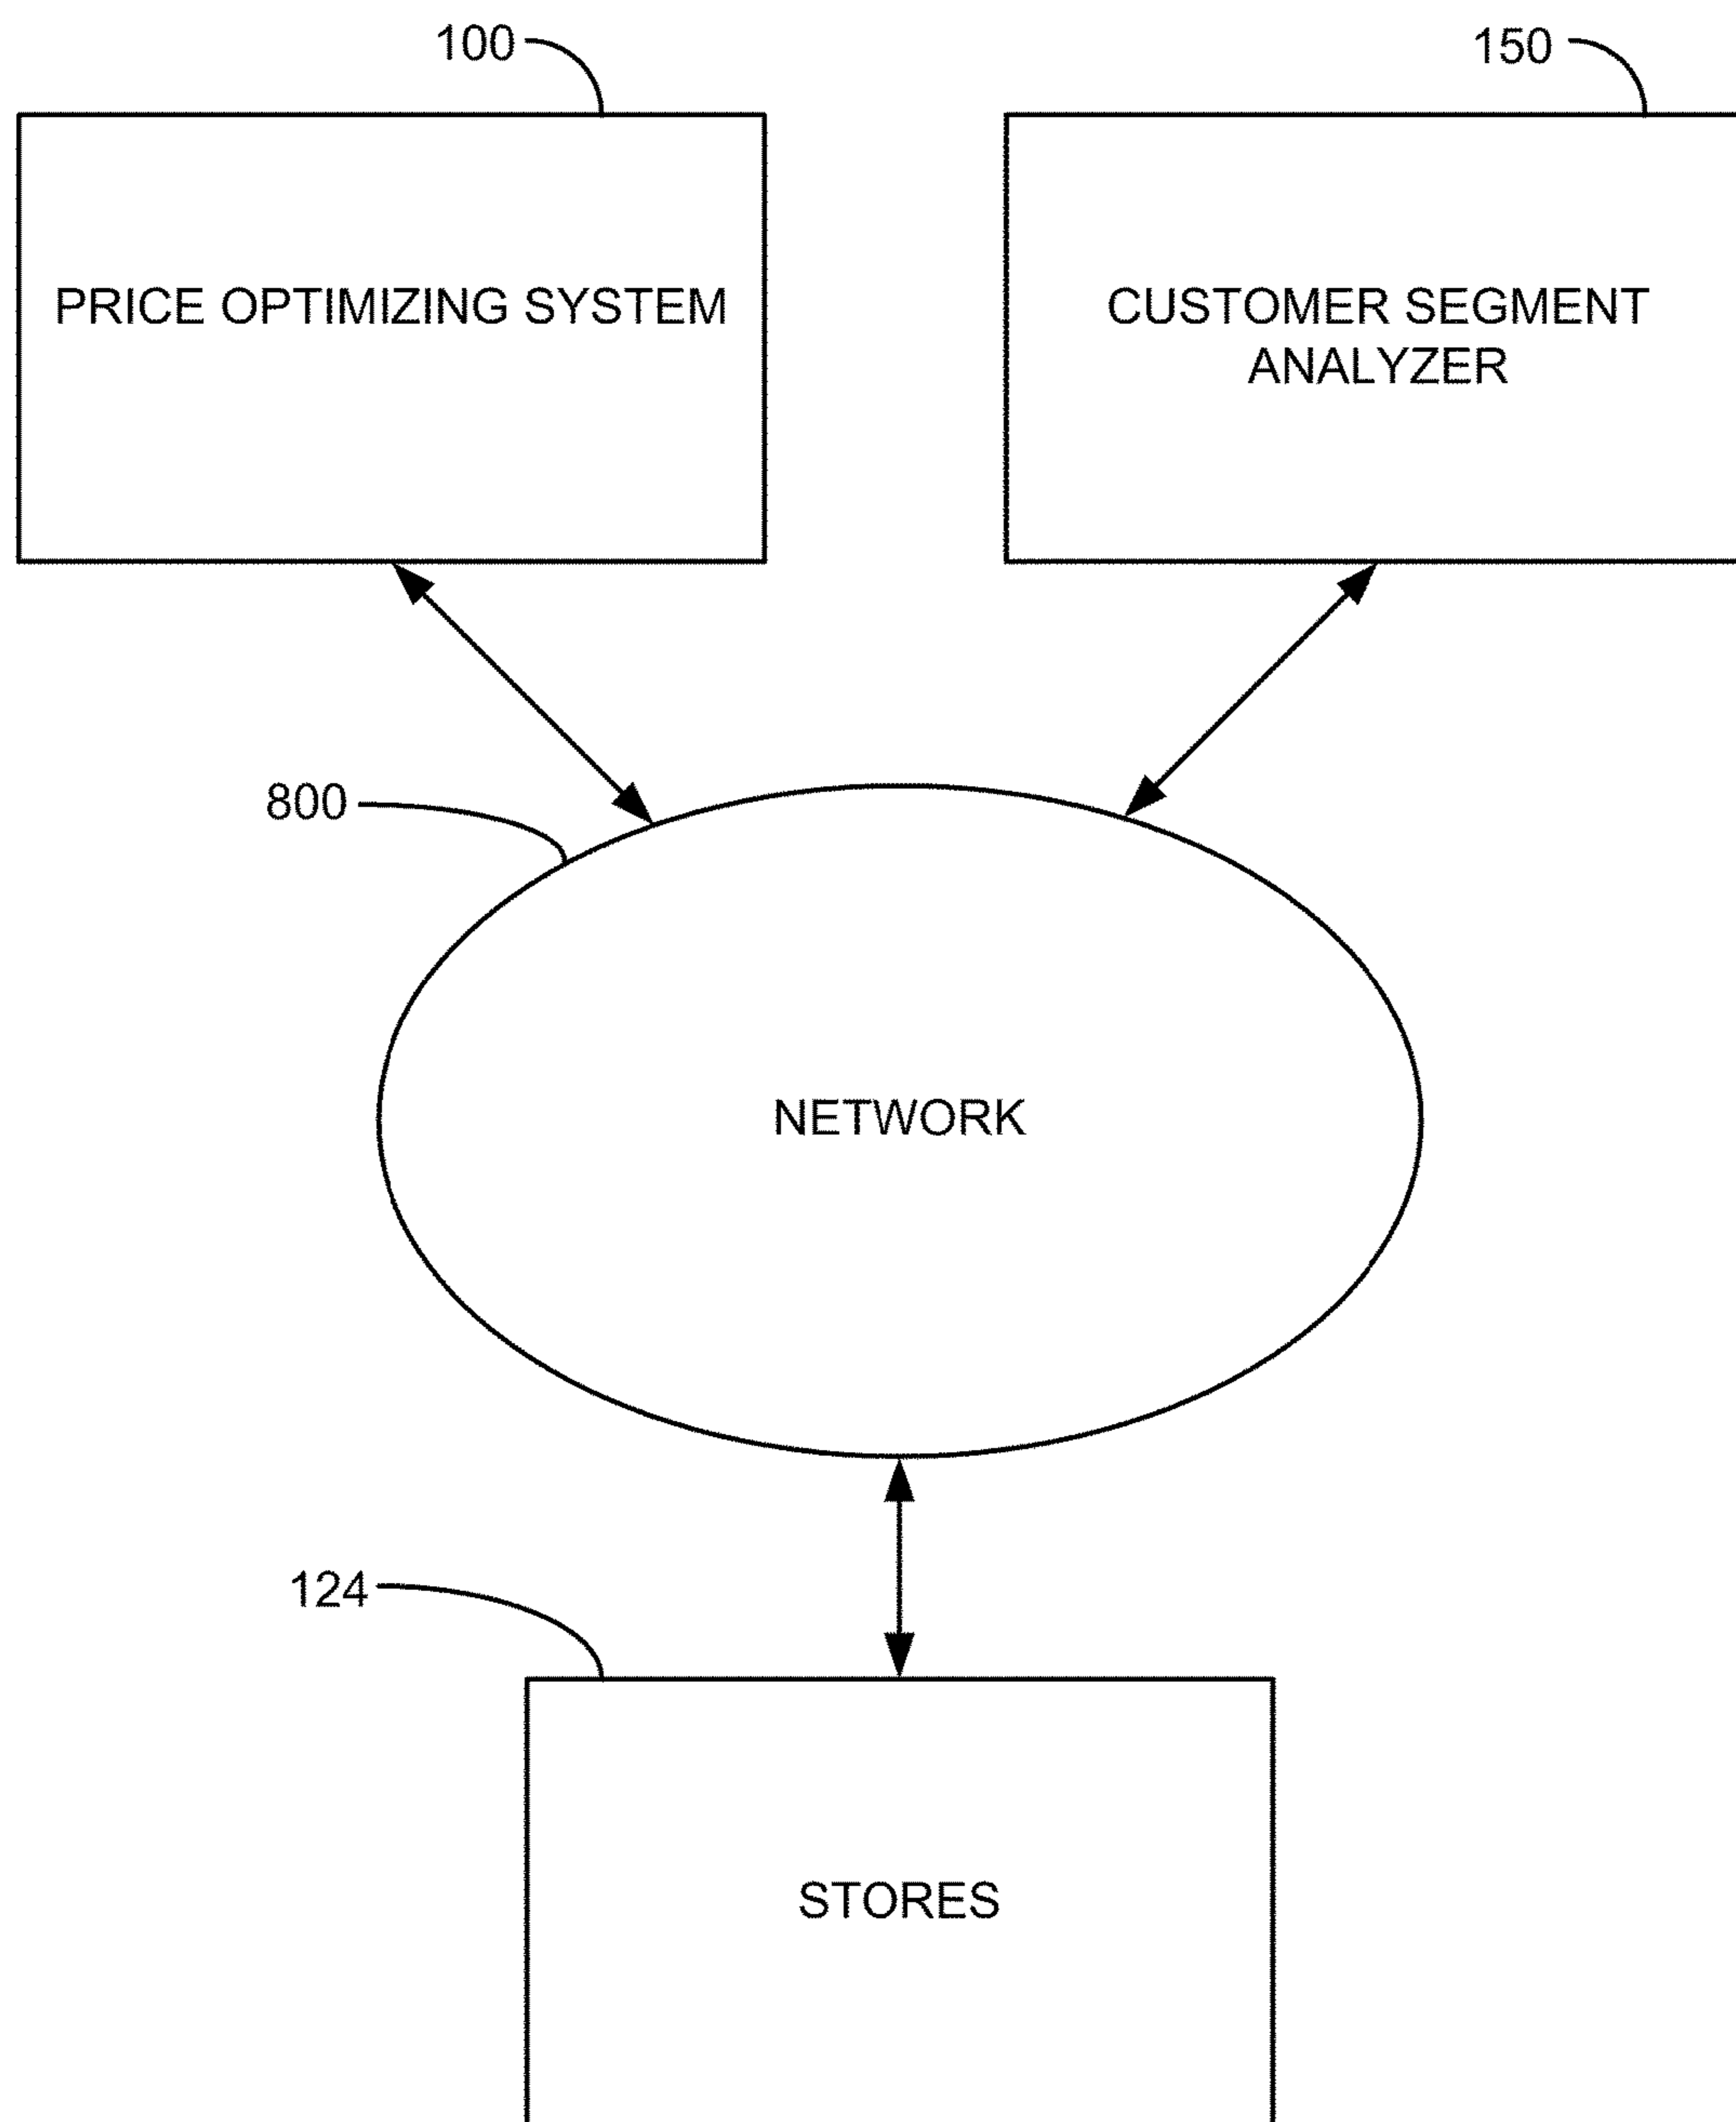 100
150
PRICE OPTIMIZING SYSTEM
CUSTOMER SEGMENT
ANALYZER
800
NETWORK
124
STORES